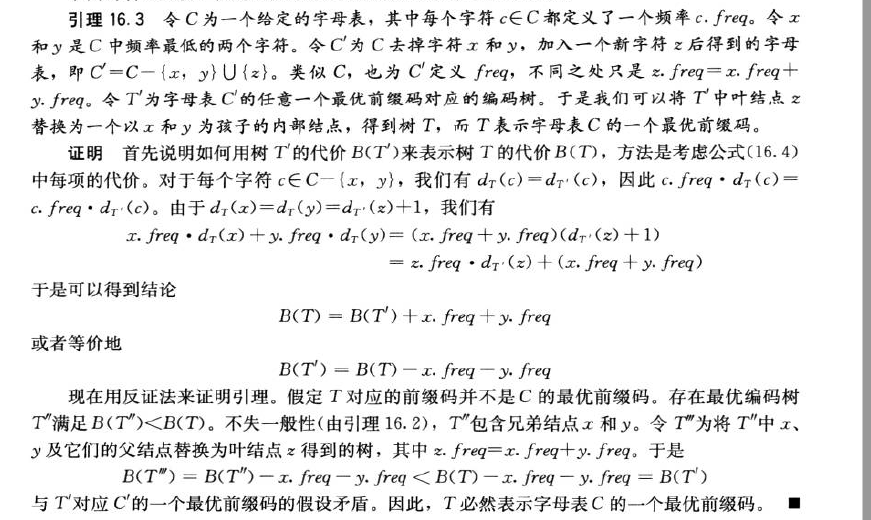 引理 16.3 令 C 为一个给定的字母表，其中每个字符 c∈C 都定义了一个频率 c. freq。令 x
和 y 是 C 中频率最低的两个字符。令 C′为 C 去掉字符 x 和 y，加入一个新字符 z 后得到的字母
表，即 C′=C−{x, y}∪{z}。类似 C，也为 C′定义 freq，不同之处只是 z. freq=x. freq+
y. freq。令 T′为字母表 C′的任意一个最优前缀码对应的编码树。于是我们可以将 T′中叶结点 z
替换为一个以 x 和 y 为孩子的内部结点，得到树 T，而 T 表示字母表 C 的一个最优前缀码。
证明 首先说明如何用树 T′的代价 B(T′)来表示树 T 的代价 B(T)，方法是考虑公式(16.4)
中每项的代价。对于每个字符 c∈C−{x, y}，我们有 d_T(c)=d_T′(c)，因此 c. freq·d_T(c)=
c. freq·d_T′(c)。由于 d_T(x)=d_T(y)=d_T′(z)+1，我们有
x. freq·d_T(x)+y. freq·d_T(y)=(x. freq+y. freq)(d_T′(z)+1)
=z. freq·d_T′(z)+(x. freq+y. freq)
于是可以得到结论
B(T)=B(T′)+x. freq+y. freq
或者等价地
B(T′)=B(T)−x. freq−y. freq
现在用反证法来证明引理。假定 T 对应的前缀码并不是 C 的最优前缀码。存在最优编码树
T″满足 B(T″)<B(T)。不失一般性(由引理 16.2)，T″包含兄弟结点 x 和 y。令 T‴为将 T″中 x、
y 及它们的父结点替换为叶结点 z 得到的树，其中 z. freq=x. freq+y. freq。于是
B(T‴)=B(T″)−x. freq−y. freq<B(T)−x. freq−y. freq=B(T′)
与 T′对应 C′的一个最优前缀码的假设矛盾。因此，T 必然表示字母表 C 的一个最优前缀码。 ■